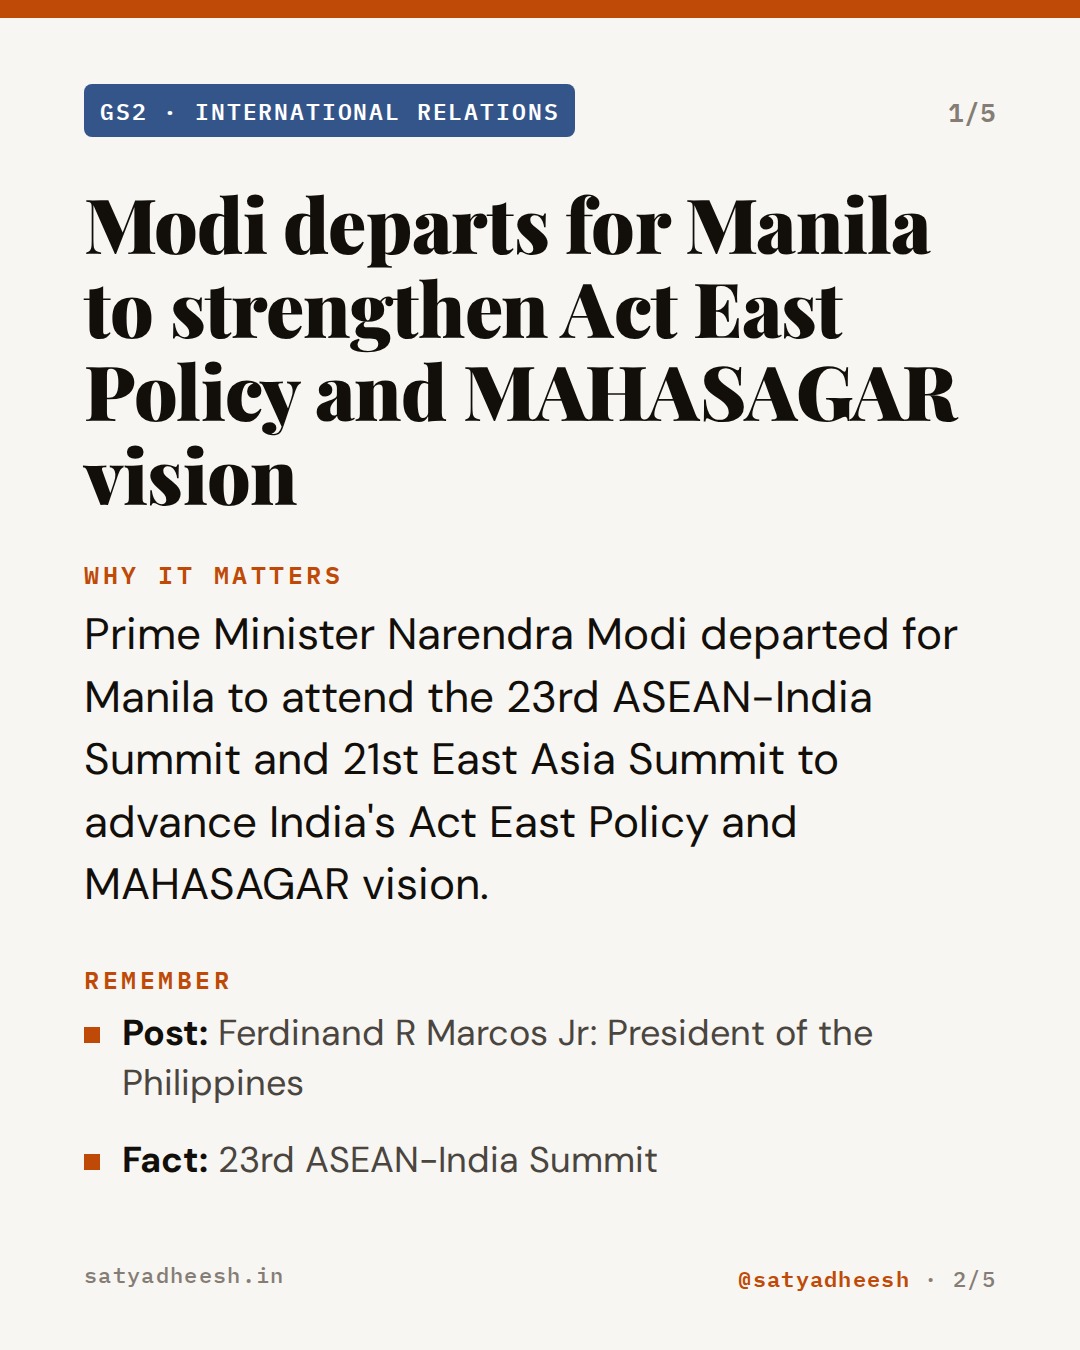 GS2 · INTERNATIONAL RELATIONS
1/5
Modi departs for Manila
to strengthen Act East
Policy and MAHASAGAR
vision
WHY IT MATTERS
Prime Minister Narendra Modi departed for
Manila to attend the 23rd ASEAN-India
Summit and 21st East Asia Summit to
advance India's Act East Policy and
MAHASAGAR vision.
REMEMBER
Post: Ferdinand R Marcos Jr: President of the
Philippines
Fact: 23rd ASEAN-India Summit
satyadheesh.in
@satyadheesh · 2/5